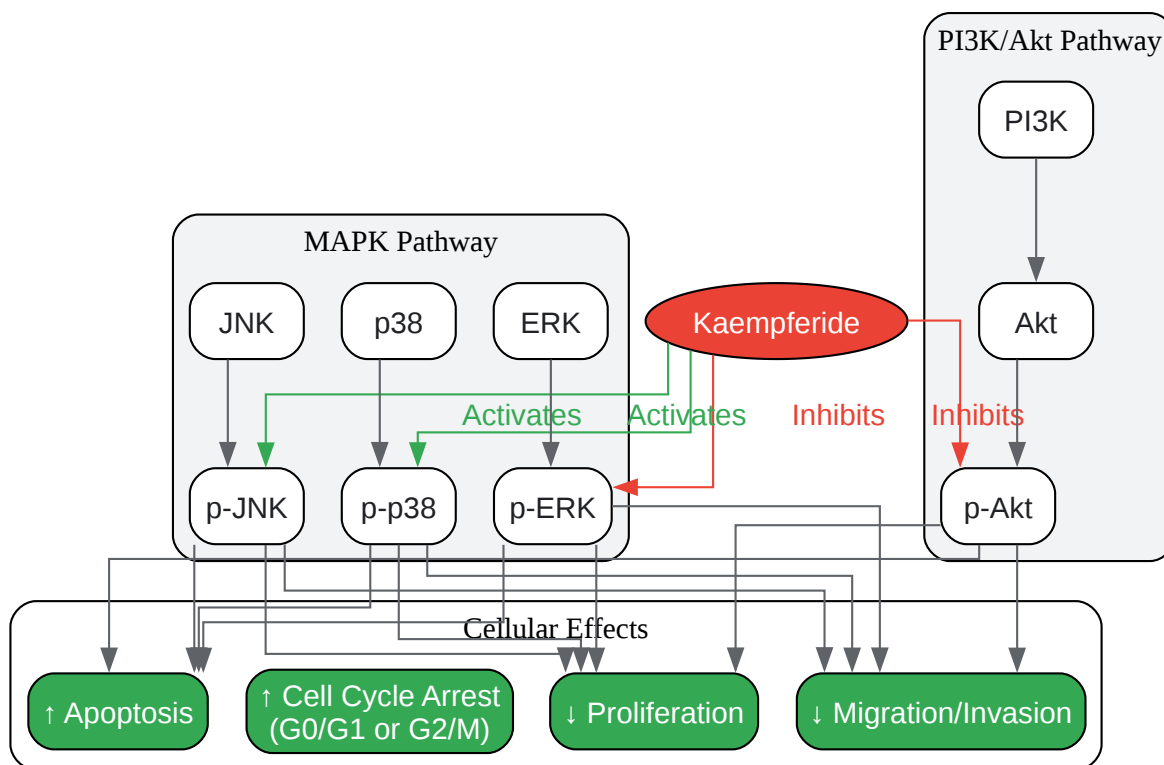 PI3K/Akt Pathway
PI3K
MAPK Pathway
JNK
p38
ERK
Kaempferide
Akt
Activates
Activates
Inhibits
Inhibits
p-JNK
p-p38
p-ERK
p-Akt
Cellular Effects
↑ Apoptosis
↑ Cell Cycle Arrest
(G0/G1 or G2/M)
↓ Proliferation
↓ Migration/Invasion